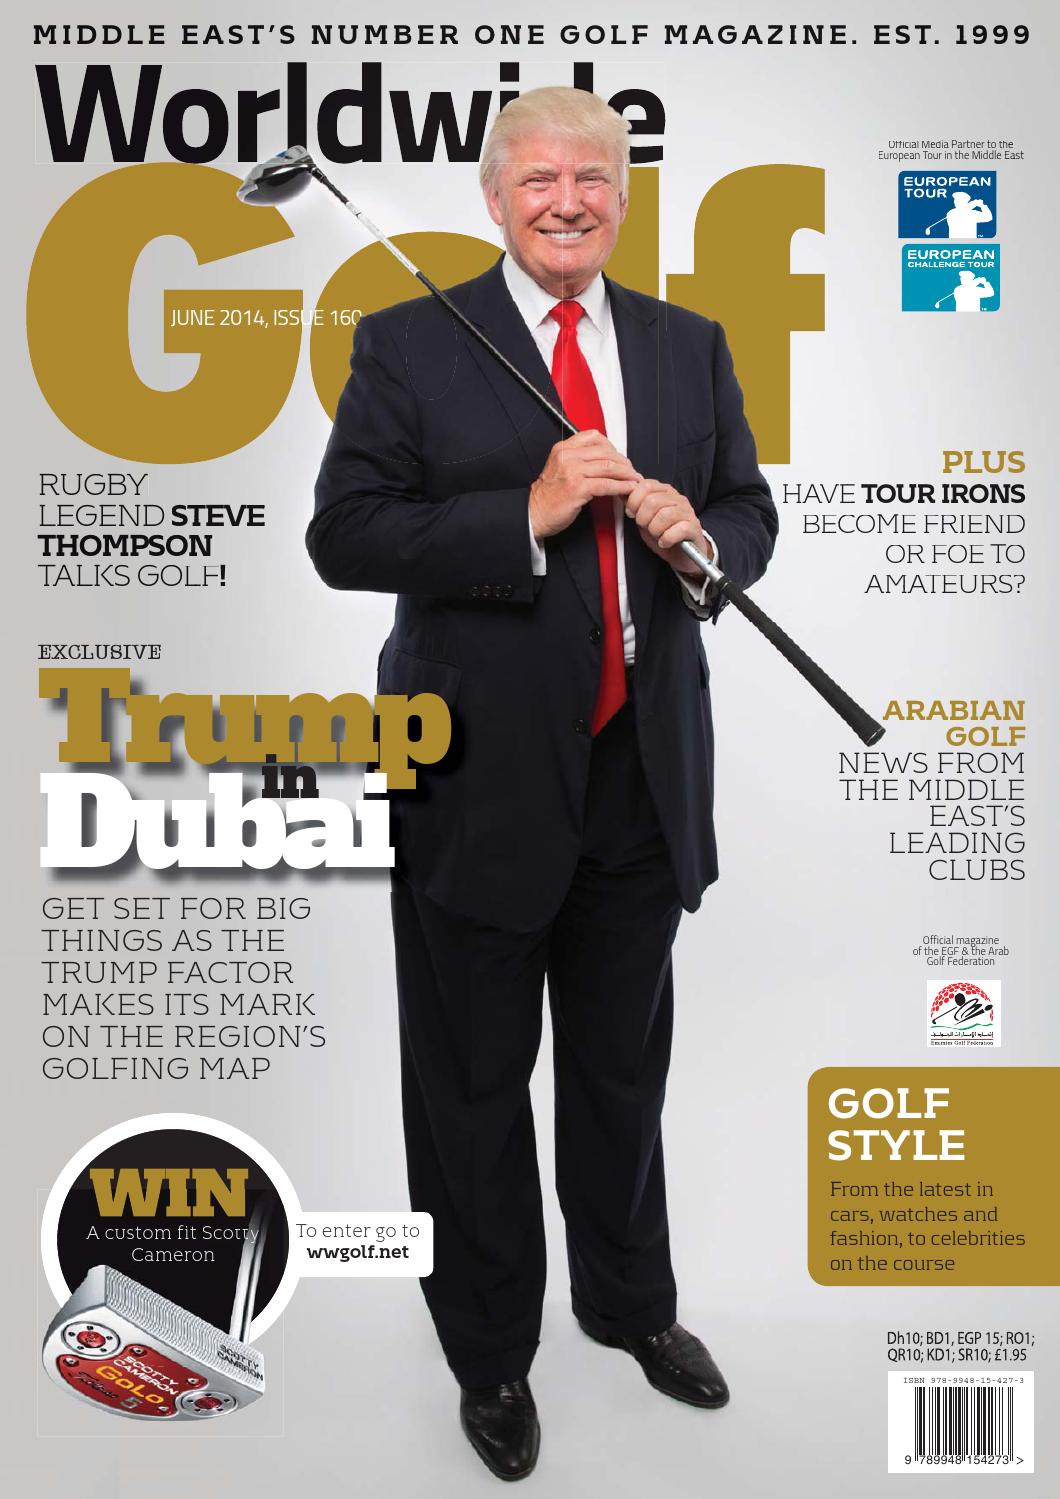 MIDDLE EAST'S NUMBER ONE GOLF MAGAZINE. EST. 1999
Worldwide
Golf
JUNE 2014, ISSUE 160
Official Media Partner to the
European Tour in the Middle East
EUROPEAN
TOUR
EUROPEAN
CHALLENGE TOUR
RUGBY
LEGEND STEVE
THOMPSON
TALKS GOLF!
PLUS
HAVE TOUR IRONS
BECOME FRIEND
OR FOE TO
AMATEURS?
EXCLUSIVE
Trump
in
Dubai
GET SET FOR BIG
THINGS AS THE
TRUMP FACTOR
MAKES ITS MARK
ON THE REGION'S
GOLFING MAP
ARABIAN
GOLF
NEWS FROM
THE MIDDLE
EAST'S
LEADING
CLUBS
Official magazine
of the EGF & the Arab
Golf Federation
Emirates Golf Federation
GOLF
STYLE
From the latest in
cars, watches and
fashion, to celebrities
on the course
WIN
A custom fit Scotty
Cameron
To enter go to
wwgolf.net
SCOTTY
CAMERON
SCOTTY
CAMERON
GOLO
5
Dh10; BD1, EGP 15; RO1;
QR10; KD1; SR10; £1.95
ISBN 978-9948-15-427-3
9 789948 154273 >